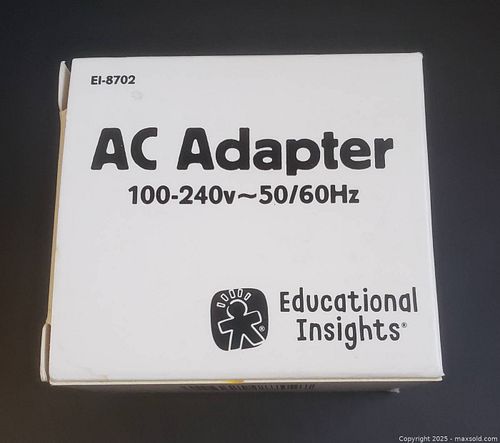 EI-8702
AC Adapter
100-240v~50/60Hz
Educational
Insights®
Copyright © 2025 - maxsold.com